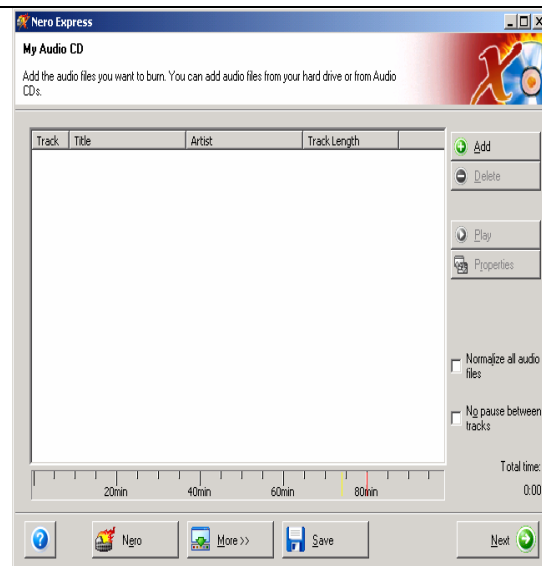 Nero Express
My Audio CD
Add the audio files you want to burn. You can add audio files from your hard drive or from Audio
CDs.
Track Title Artist Track Length
Add
Delete
Play
Properties
Normalize all audio
files
No pause between
tracks
Total time:
0:00
20min 40min 60min 80min
Nero More >> Save Next